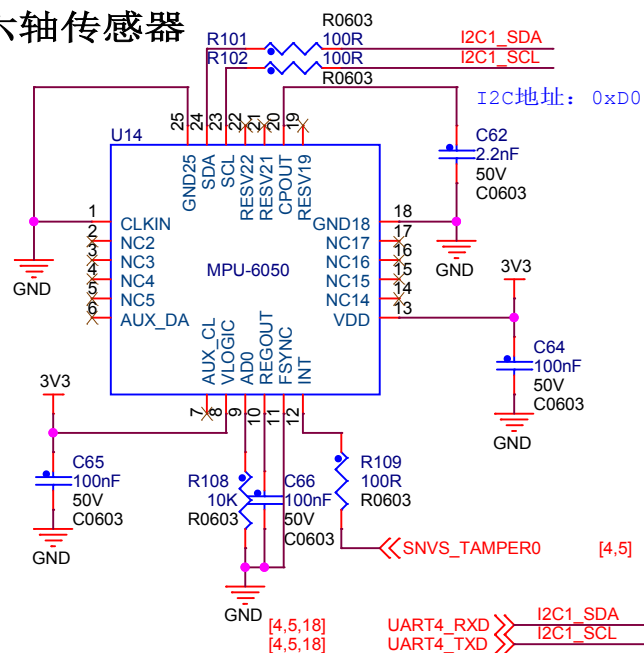 六轴传感器
R0603
R101 100R I2C1_SDA
R102 100R I2C1_SCL
R0603
I2C地址：0xD0
25 24 23 22 21 20 19
U14
GND25 SDA SCL RESV22 RESV21 CPOUT RESV19
C62
2.2nF
50V
C0603
1 CLKIN GND18 18
2 NC2 NC17 17
3 NC3 NC16 16
4 NC4 MPU-6050 NC15 15
5 NC5 NC14 14
6 AUX_DA VDD 13
GND
GND
3V3
AUX_CL VLOGIC AD0 REGOUT FSYNC INT
7 8 9 10 11 12
C64
100nF
50V
C0603
GND
3V3
C65
100nF
50V
C0603
GND
R108
10K
R0603
C66
100nF
50V
C0603
R109
100R
R0603
SNVS_TAMPER0 [4,5]
GND
[4,5,18] UART4_RXD I2C1_SDA
[4,5,18] UART4_TXD I2C1_SCL